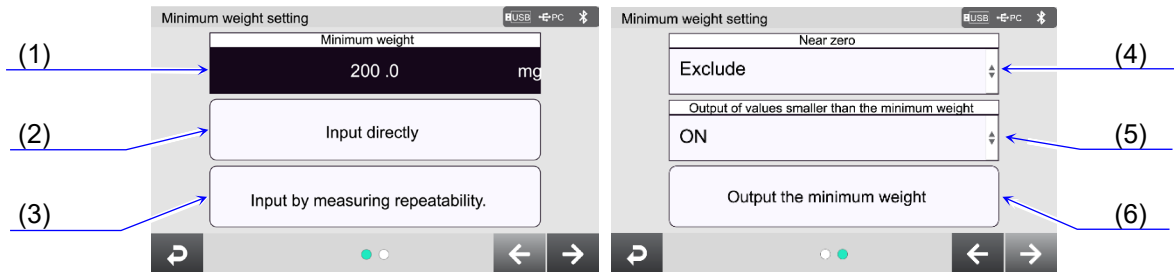 Minimum weight setting
USB PC
Minimum weight
200 .0 mg
Input directly
Input by measuring repeatability.
(1)
(2)
(3)
Minimum weight setting
USB PC
Near zero
Exclude
Output of values smaller than the minimum weight
ON
Output the minimum weight
(4)
(5)
(6)